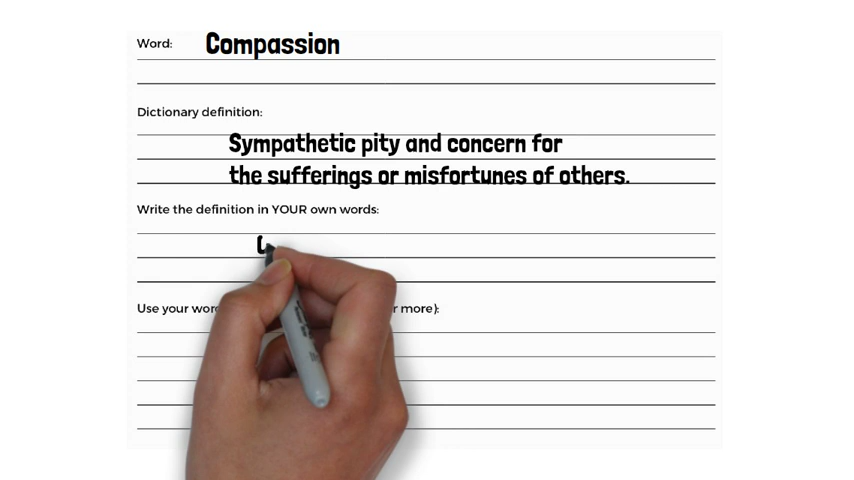 Word: Compassion
Dictionary definition:
Sympathetic pity and concern for
the sufferings or misfortunes of others.
Write the definition in YOUR own words:
Use your more):